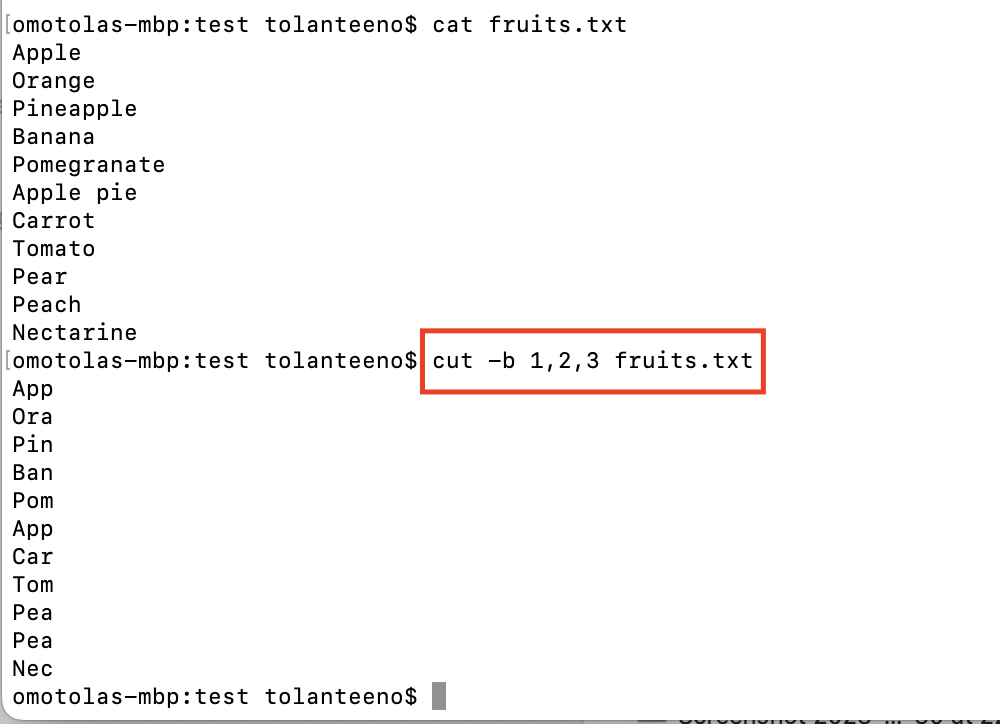 omotolas-mbp:test tolanteeno$ cat fruits.txt
Apple
Orange
Pineapple
Banana
Pomegranate
Apple pie
Carrot
Tomato
Pear
Peach
Nectarine
omotolas-mbp:test tolanteeno$ cut -b 1,2,3 fruits.txt
App
Ora
Pin
Ban
Pom
App
Car
Tom
Pea
Pea
Nec
omotolas-mbp:test tolanteeno$